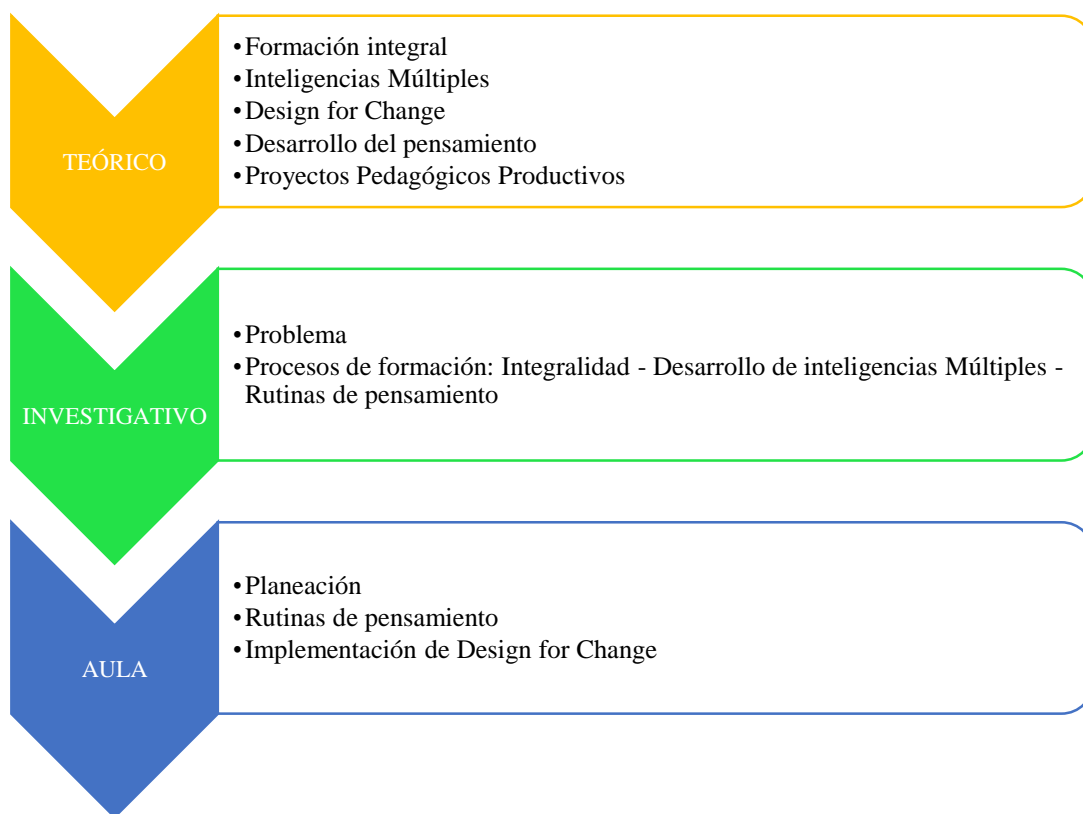 TEÓRICO
•Formación integral
•Inteligencias Múltiples
•Design for Change
•Desarrollo del pensamiento
•Proyectos Pedagógicos Productivos
INVESTIGATIVO
•Problema
•Procesos de formación: Integralidad - Desarrollo de inteligencias Múltiples -
Rutinas de pensamiento
AULA
•Planeación
•Rutinas de pensamiento
•Implementación de Design for Change